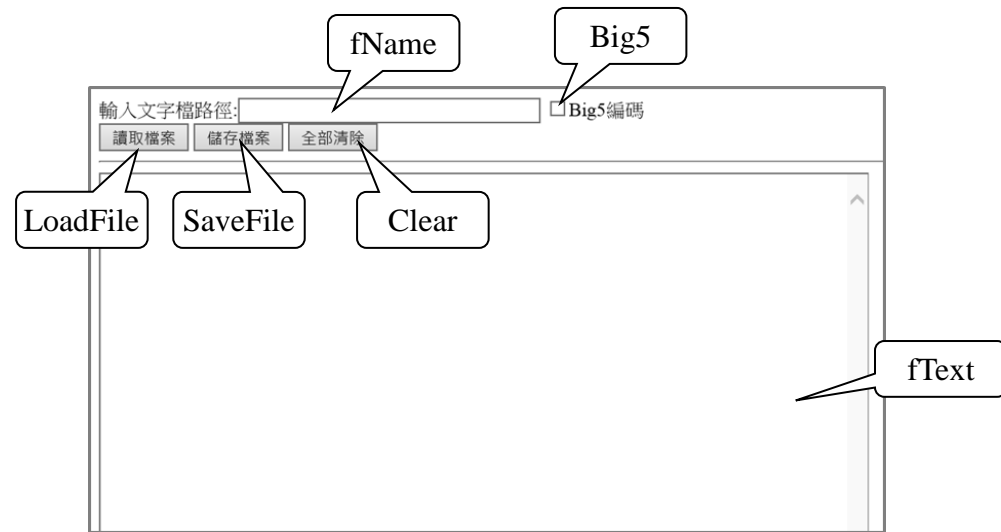 fName
Big5
輸入文字檔路徑:
Big5編碼
讀取檔案 儲存檔案 全部清除
LoadFile
SaveFile
Clear
fText